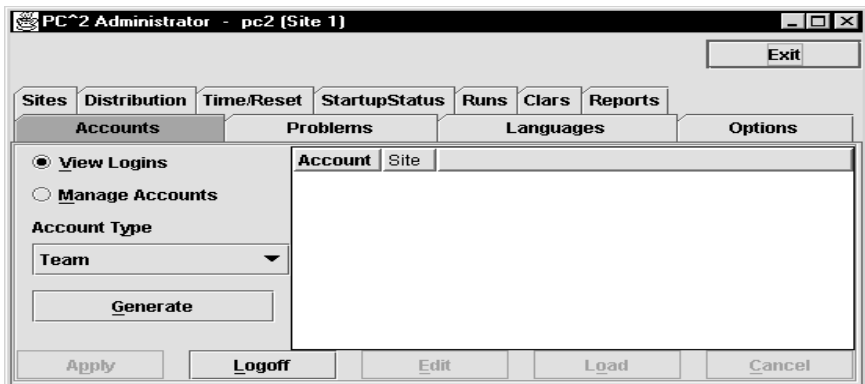 PC^2 Administrator - pc2 (Site 1)
Exit
Sites Distribution Time/Reset StartupStatus Runs Clars Reports
Accounts Problems Languages Options
View Logins
Account Site
Manage Accounts
Account Type
Team
Generate
Apply Logoff Edit Load Cancel